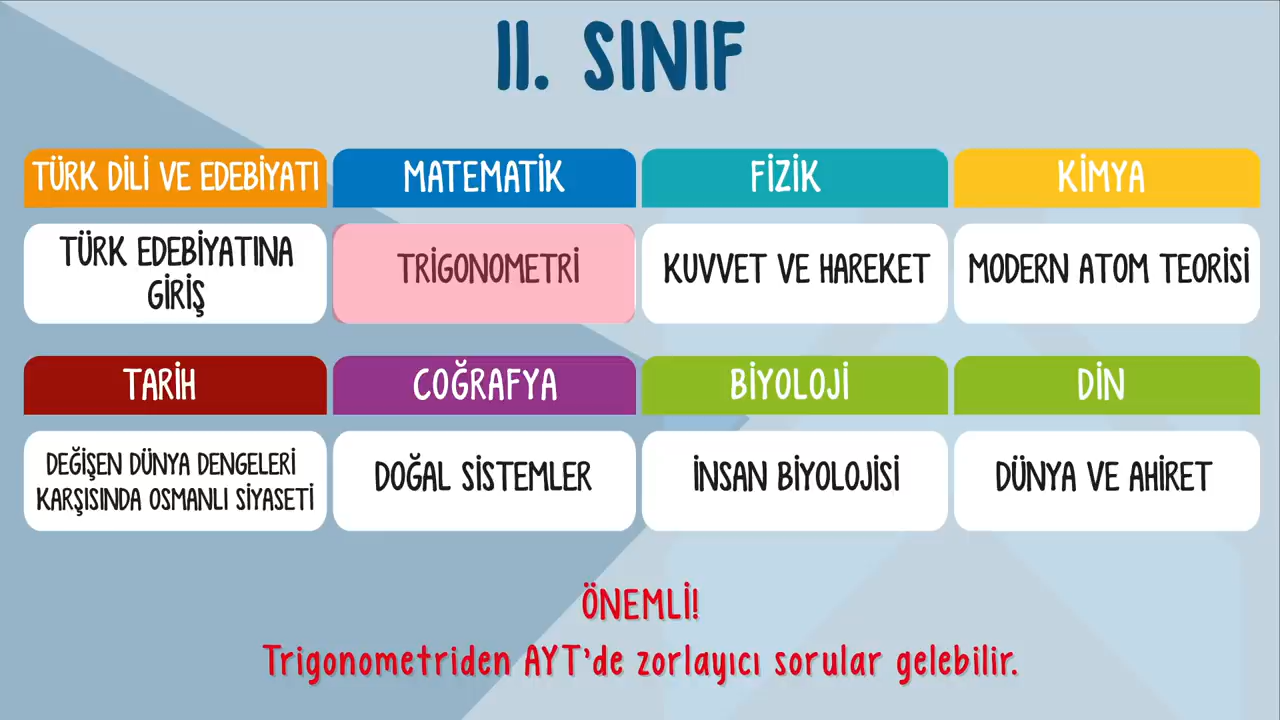 11. SINIF
TÜRK DİLİ VE EDEBİYATI
MATEMATİK
FİZİK
KİMYA
TÜRK EDEBİYATINA
GİRİŞ
TRİGONOMETRİ
KUVVET VE HAREKET
MODERN ATOM TEORİSİ
TARİH
COĞRAFYA
BİYOLOJİ
DİN
DEĞİŞEN DÜNYA DENGELERİ
KARŞISINDA OSMANLI SİYASETİ
DOĞAL SİSTEMLER
İNSAN BİYOLOJİSİ
DÜNYA VE AHİRET
ÖNEMLİ!
Trigonometriden AYT'de zorlayıcı sorular gelebilir.